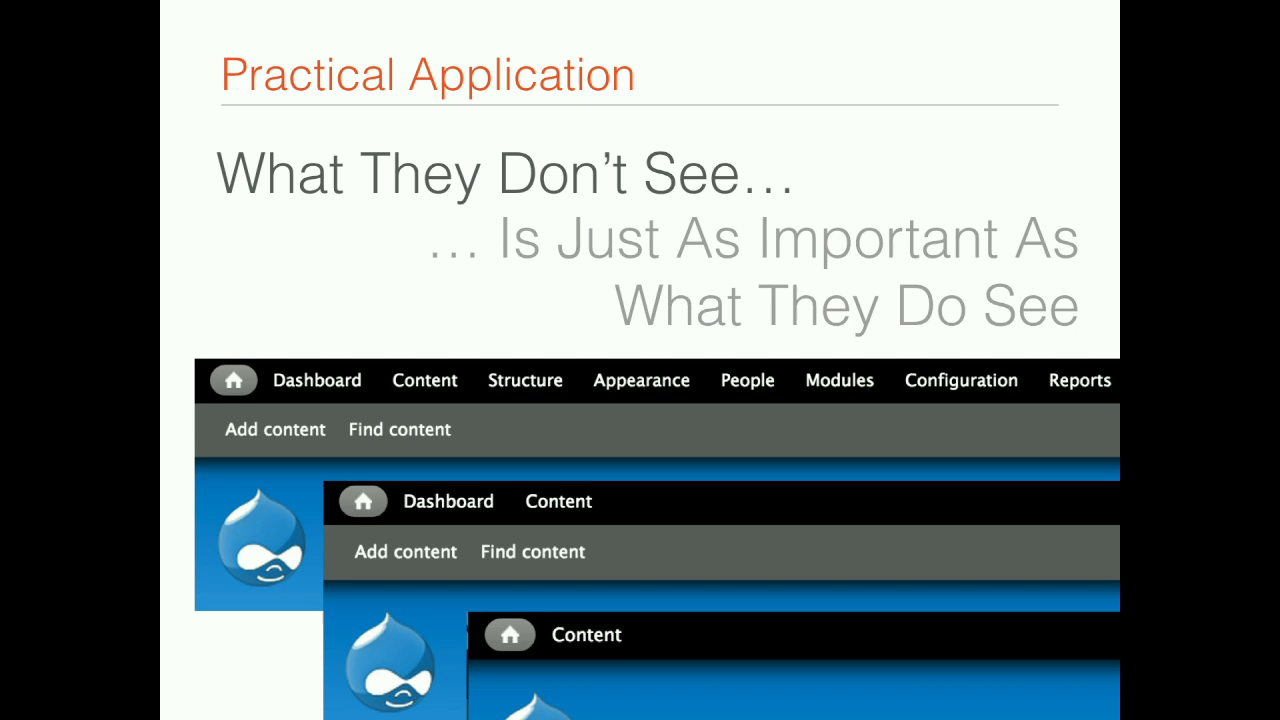 Practical Application
What They Don’t See…
… Is Just As Important As
What They Do See
Dashboard Content Structure Appearance People Modules Configuration Reports
Add content Find content
Dashboard Content
Add content Find content
Content